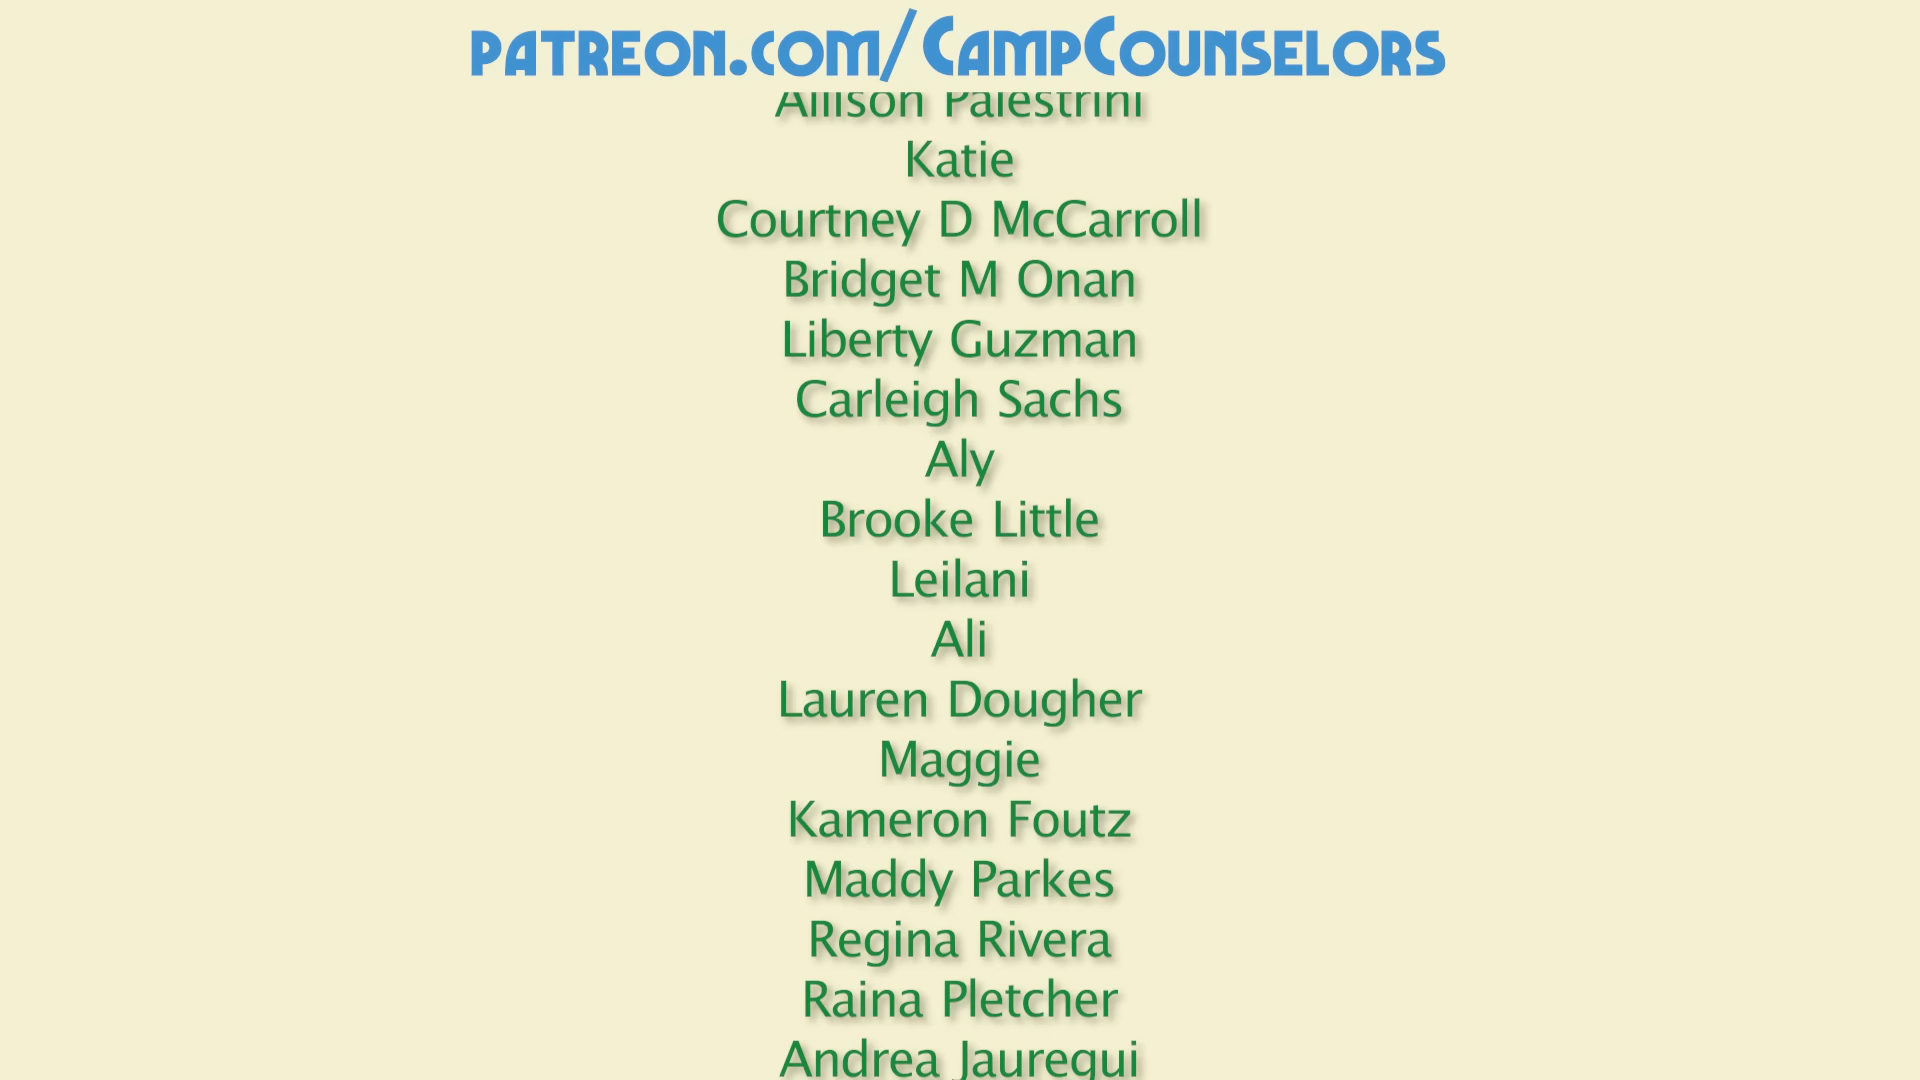 PATREON.COM/CAMPCOUNSELORS
Allison Palestrini
Katie
Courtney D McCarroll
Bridget M Onan
Liberty Guzman
Carleigh Sachs
Aly
Brooke Little
Leilani
Ali
Lauren Dougher
Maggie
Kameron Foutz
Maddy Parkes
Regina Rivera
Raina Pletcher
Andrea Jauregui